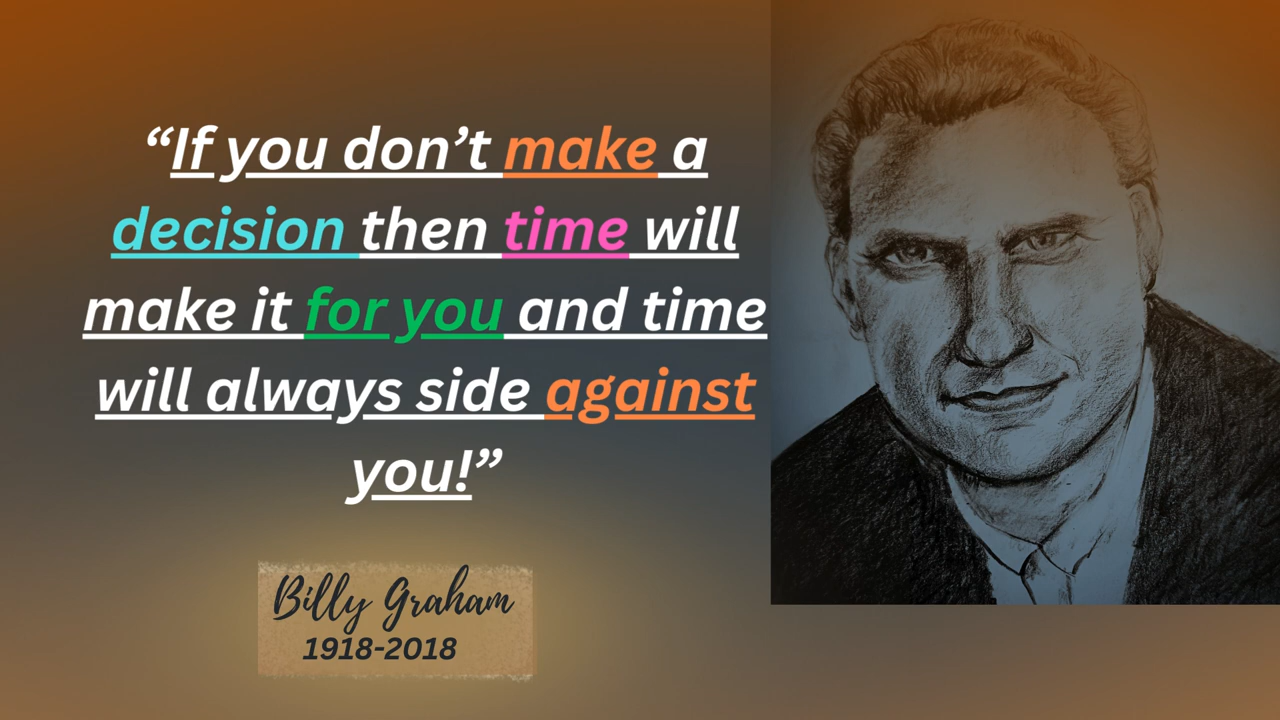 “If you don’t make a
decision then time will
make it for you and time
will always side against
you!”
Billy Graham
1918-2018